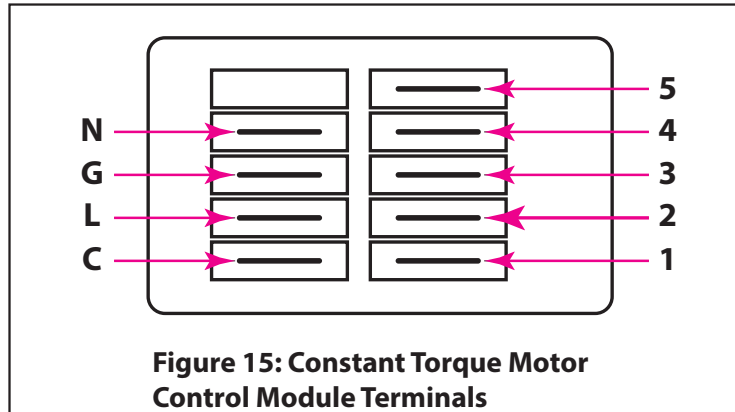 5
N 4
G 3
L 2
C 1
Figure 15: Constant Torque Motor
Control Module Terminals